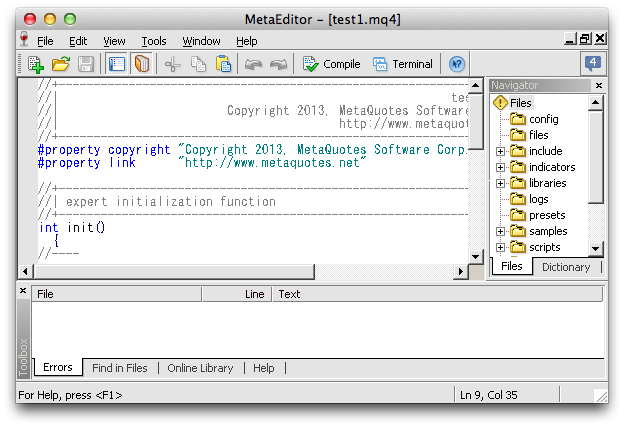 MetaEditor - [test1.mq4]
File Edit View Tools Window Help
Compile Terminal 4
//+--------------------------------------------------
//|                                                  tes
//|                     Copyright 2013, MetaQuotes Software
//|                                     http://www.metaquot
//+--------------------------------------------------
#property copyright "Copyright 2013, MetaQuotes Software Corp.
#property link      "http://www.metaquotes.net"
//+--------------------------------------------------
//| expert initialization function
//+--------------------------------------------------
int init()
{
//----
Navigator
Files
config
files
include
indicators
libraries
logs
presets
samples
scripts
Files Dictionary
File Line Text
Toolbox
Errors Find in Files Online Library Help
For Help, press <F1>
Ln 9, Col 35